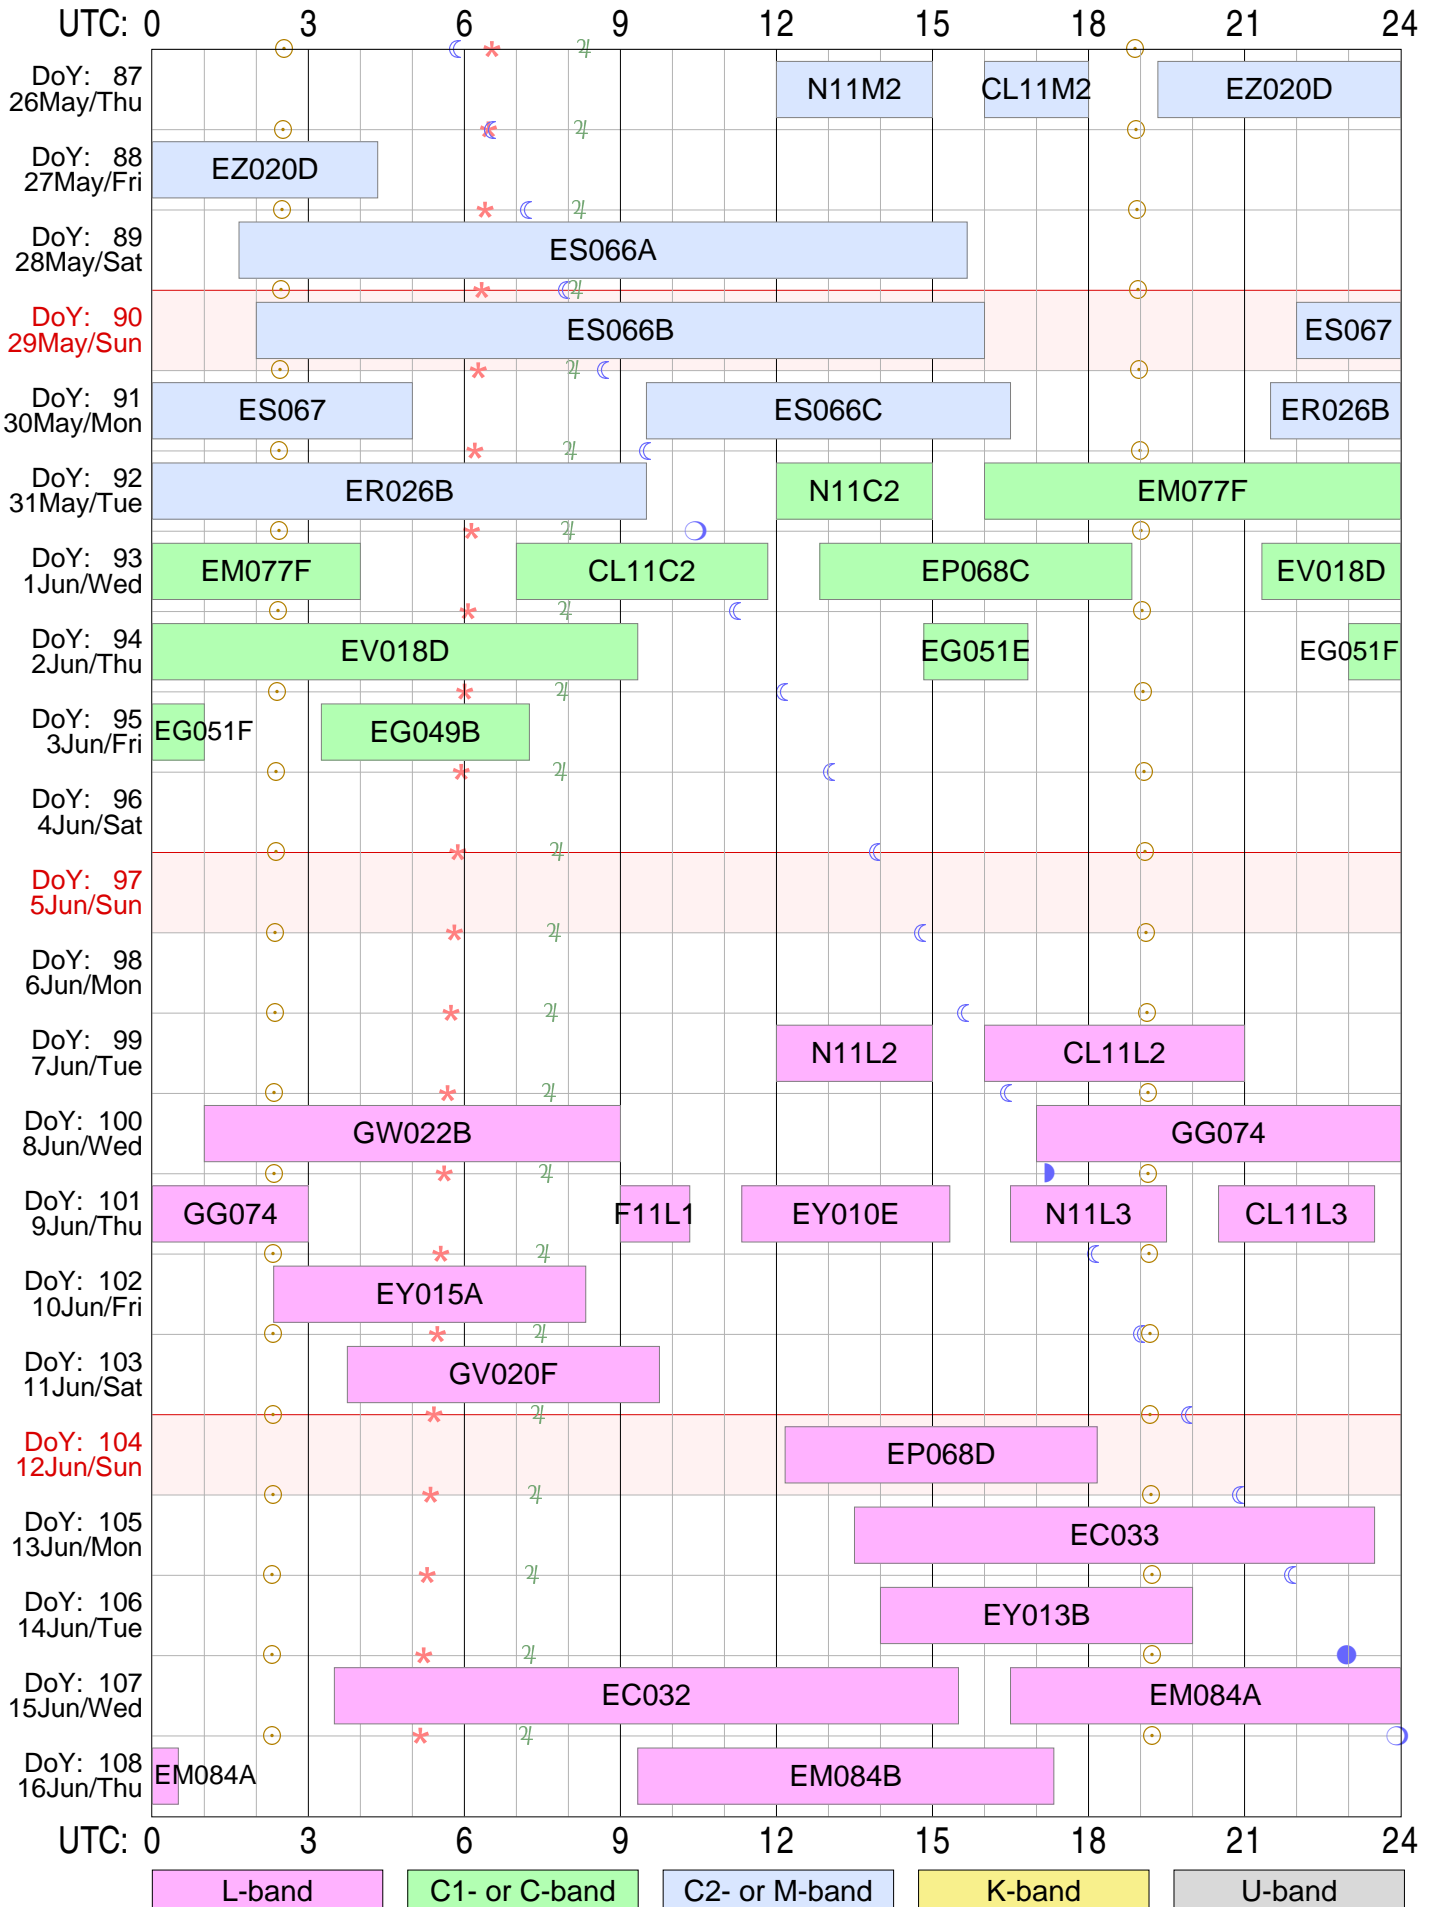 UTC: 0 3 6 9 12 15 18 21 24
DoY: 87
26May/Thu
N11M2 CL11M2 EZ020D
DoY: 88
27May/Fri
EZ020D
DoY: 89
28May/Sat
ES066A
DoY: 90
29May/Sun
ES066B ES067
DoY: 91
30May/Mon
ES067 ES066C ER026B
DoY: 92
31May/Tue
ER026B N11C2 EM077F
DoY: 93
1Jun/Wed
EM077F CL11C2 EP068C EV018D
DoY: 94
2Jun/Thu
EV018D EG051E EG051F
DoY: 95
3Jun/Fri
EG051F EG049B
DoY: 96
4Jun/Sat
DoY: 97
5Jun/Sun
DoY: 98
6Jun/Mon
DoY: 99
7Jun/Tue
N11L2 CL11L2
DoY: 100
8Jun/Wed
GW022B GG074
DoY: 101
9Jun/Thu
GG074 F11L1 EY010E N11L3 CL11L3
DoY: 102
10Jun/Fri
EY015A
DoY: 103
11Jun/Sat
GV020F
DoY: 104
12Jun/Sun
EP068D
DoY: 105
13Jun/Mon
EC033
DoY: 106
14Jun/Tue
EY013B
DoY: 107
15Jun/Wed
EC032 EM084A
DoY: 108
16Jun/Thu
EM084A EM084B
UTC: 0 3 6 9 12 15 18 21 24
L-band C1- or C-band C2- or M-band K-band U-band